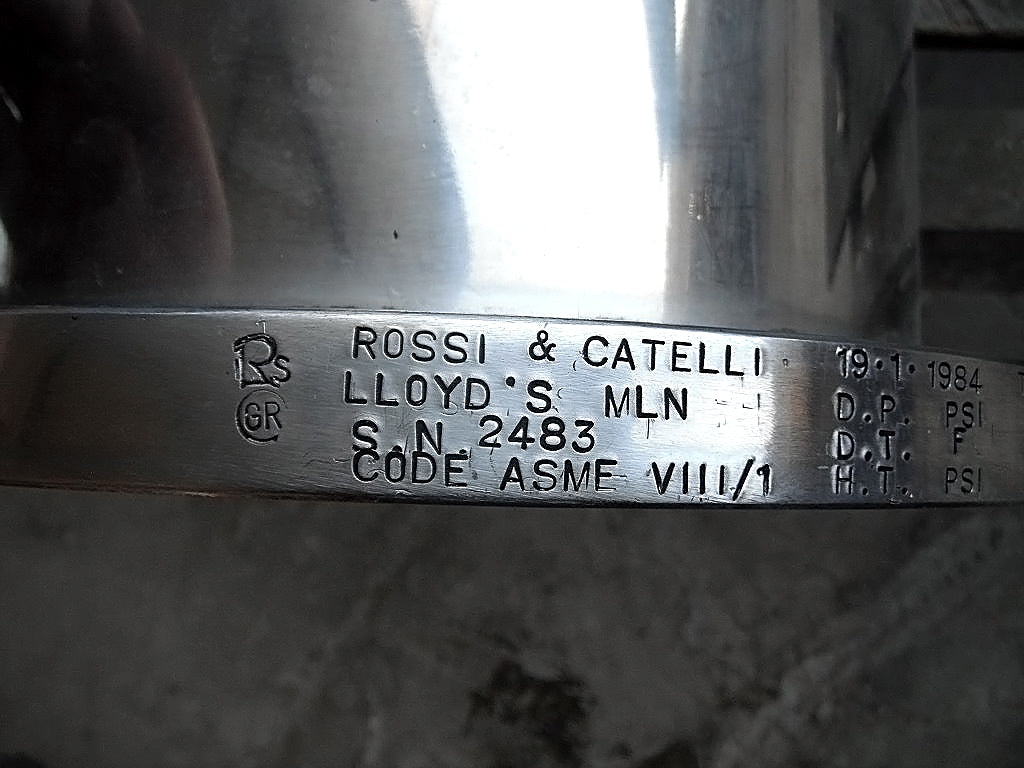 Rs ROSSI & CATELLI 19·1·1984
GR LLOYD'S MLN D.P. PSI
S.N. 2483 D.T. F
CODE ASME VIII/1 H.T. PSI